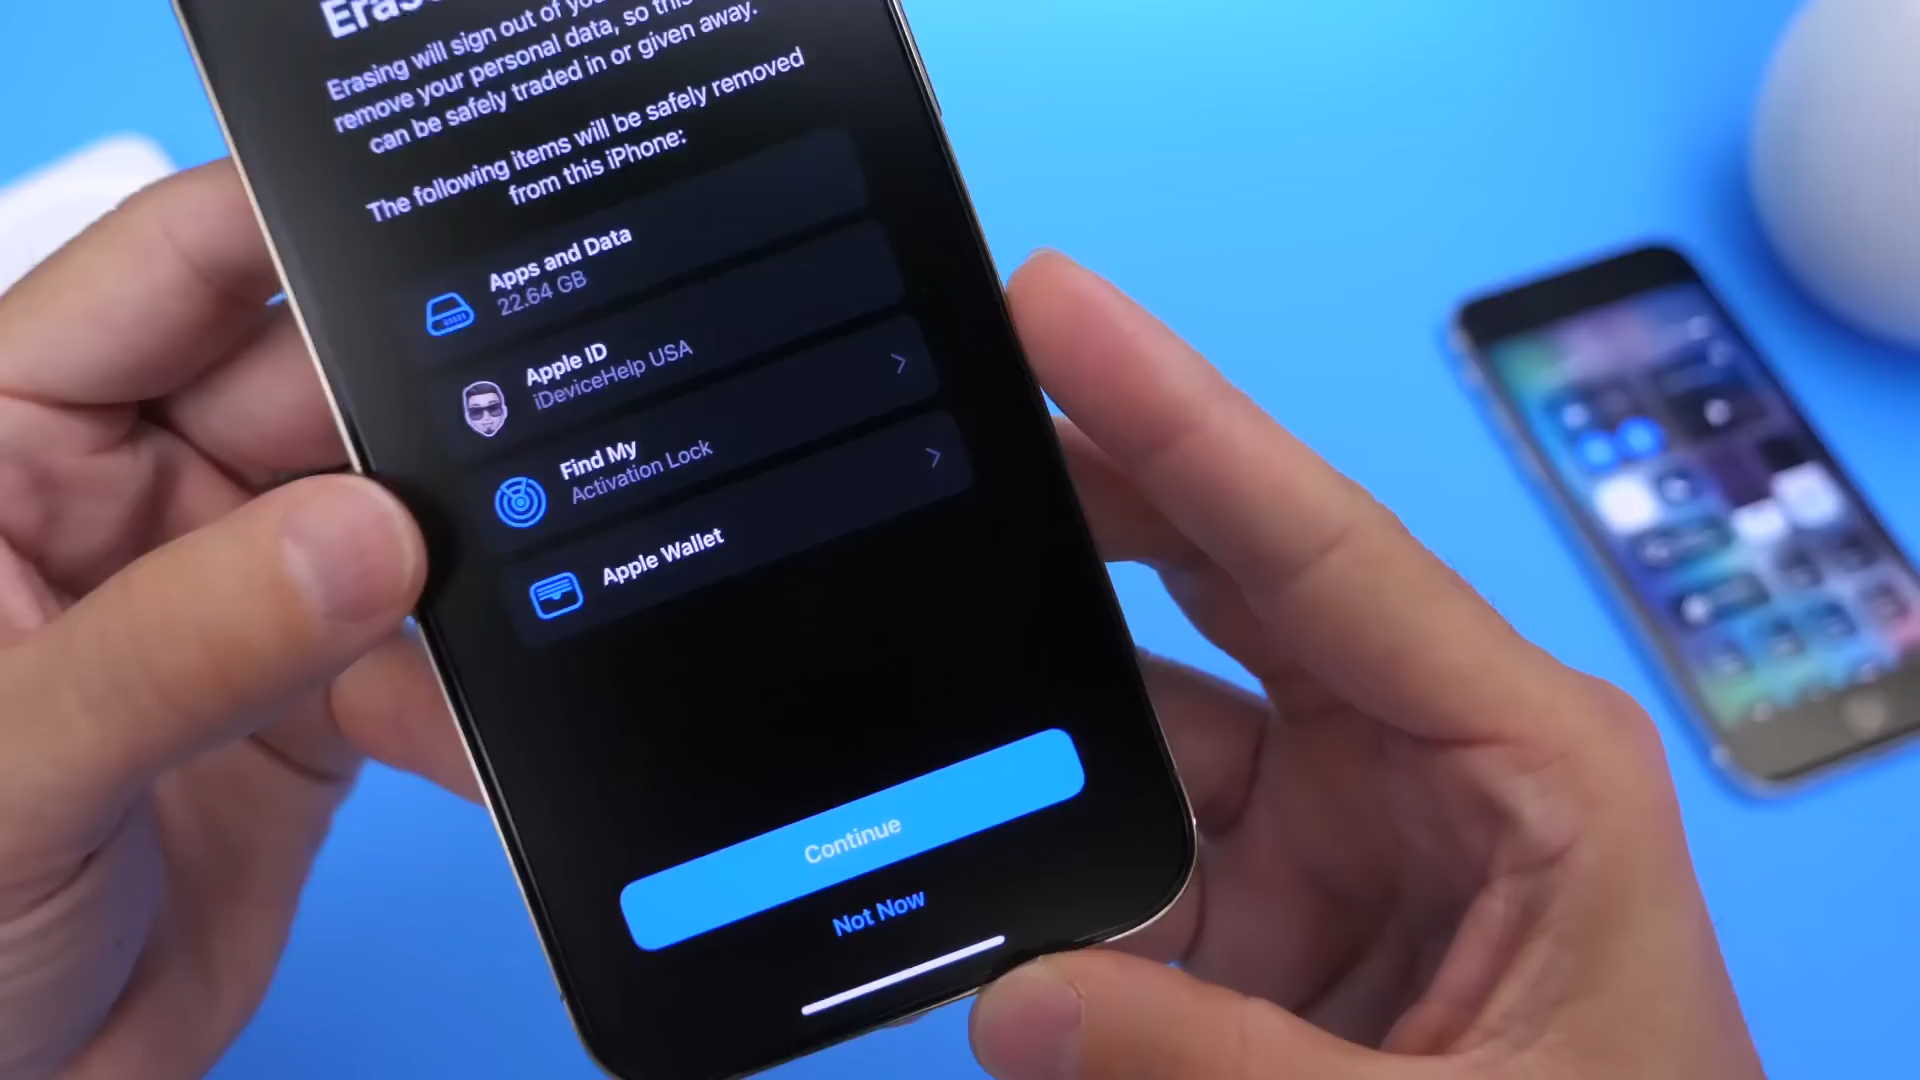 Erasing will sign out of
remove your personal data, so this
can be safely traded in or given away.
The following items will be safely removed
from this iPhone:
Apps and Data
22.64 GB
Apple ID
iDeviceHelp USA
Find My
Activation Lock
Apple Wallet
Continue
Not Now